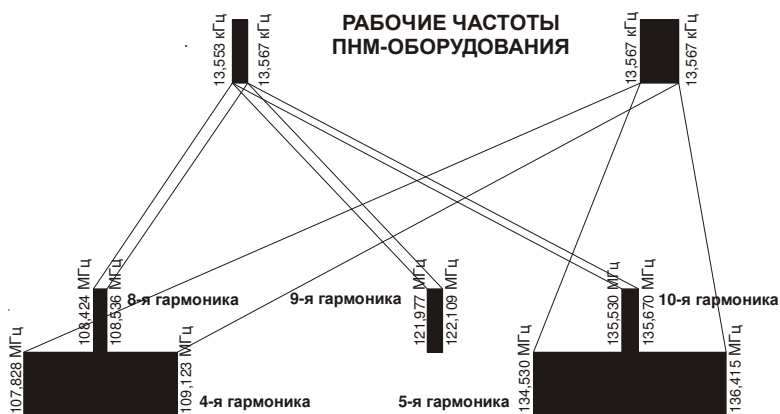 РАБОЧИЕ ЧАСТОТЫ
ПНМ-ОБОРУДОВАНИЯ
13,553 кГц
13,567 кГц
13,567 кГц
13,567 кГц
108,424 МГц
108,536 МГц
8-я гармоника
9-я гармоника
121,977 МГц
122,109 МГц
135,530 МГц
135,670 МГц
10-я гармоника
107,828 МГц
109,123 МГц
4-я гармоника
5-я гармоника
134,530 МГц
136,415 МГц